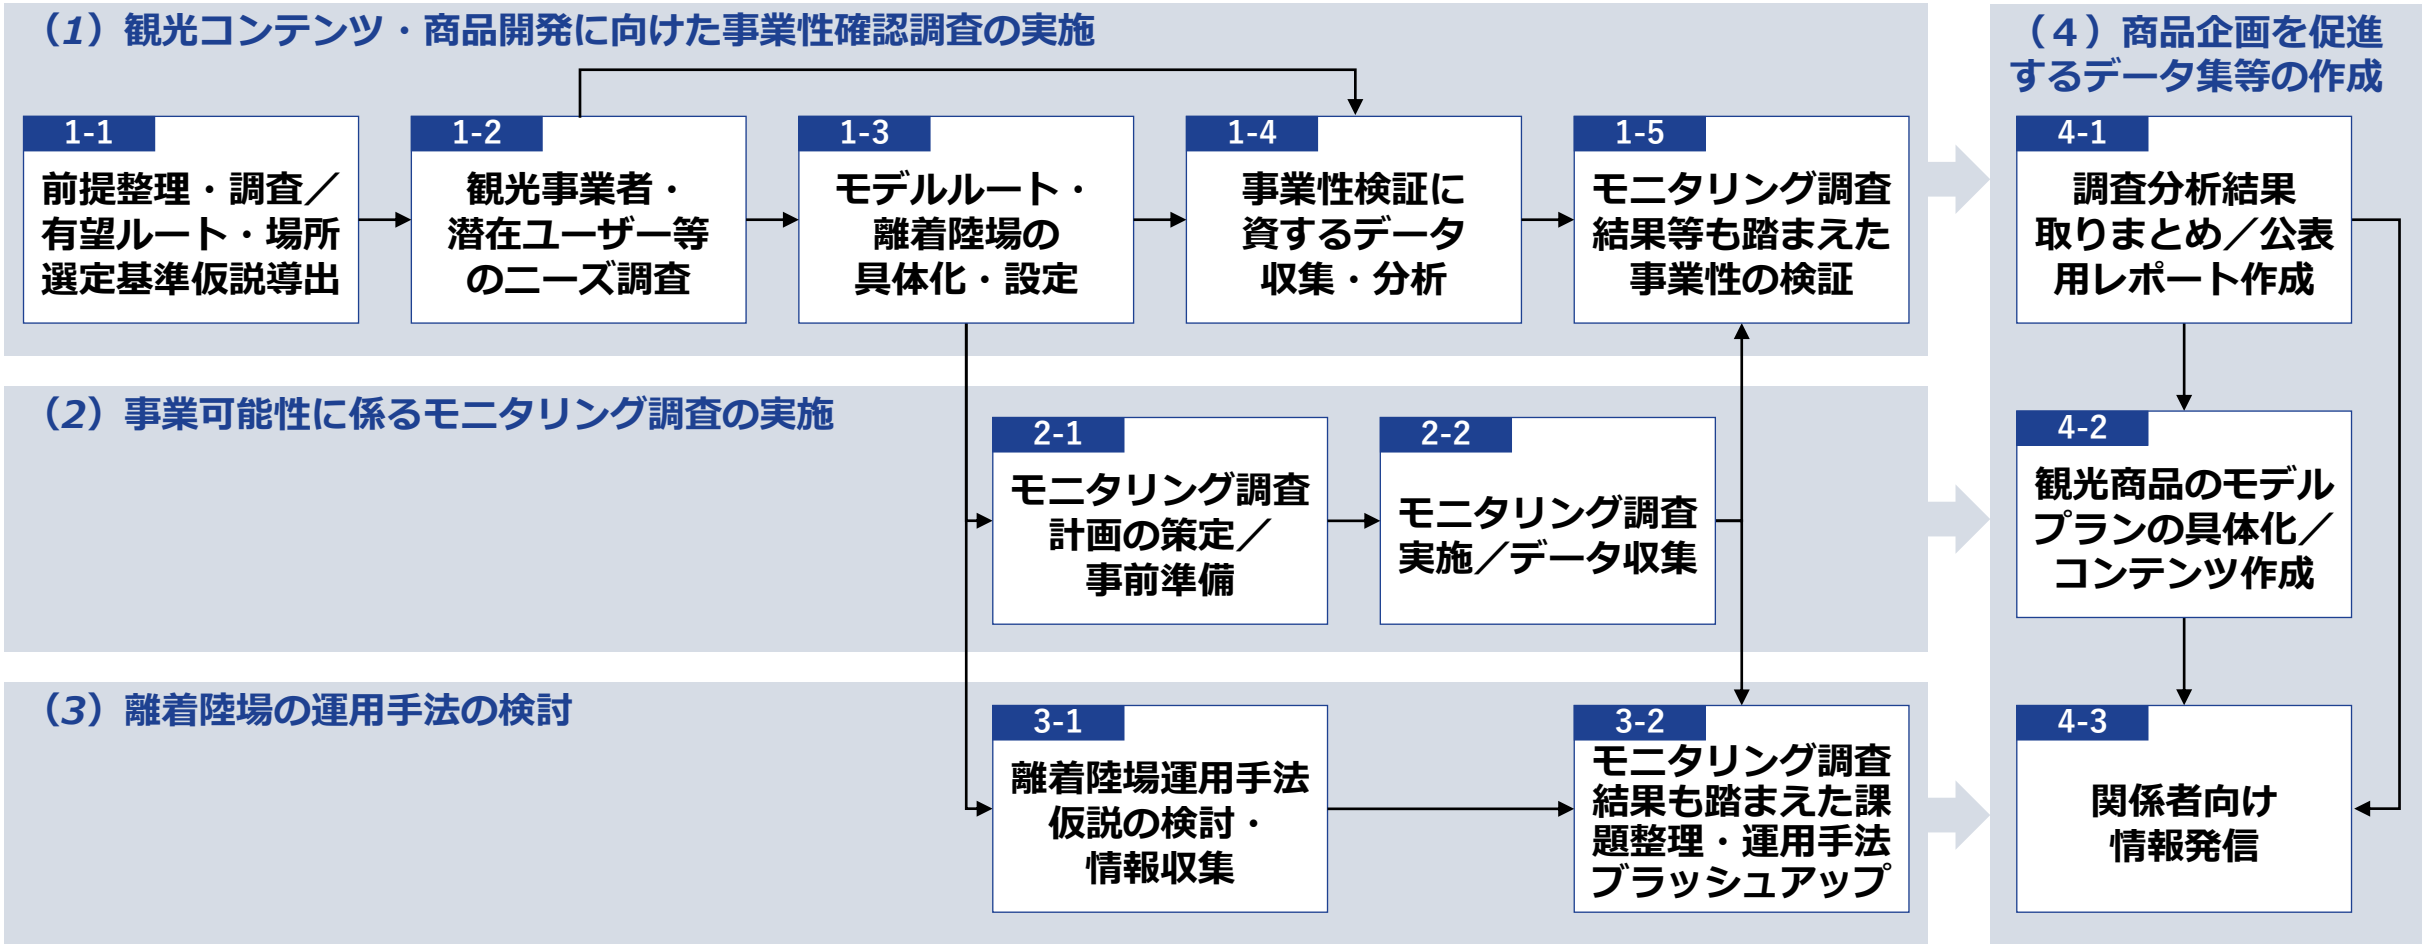 （1）観光コンテンツ・商品開発に向けた事業性確認調査の実施
1-1
前提整理・調査／
有望ルート・場所
選定基準仮説導出
1-2
観光事業者・
潜在ユーザー等
のニーズ調査
1-3
モデルルート・
離着陸場の
具体化・設定
1-4
事業性検証に
資するデータ
収集・分析
1-5
モニタリング調査
結果等も踏まえた
事業性の検証
（2）事業可能性に係るモニタリング調査の実施
2-1
モニタリング調査
計画の策定／
事前準備
2-2
モニタリング調査
実施／データ収集
（3）離着陸場の運用手法の検討
3-1
離着陸場運用手法
仮説の検討・
情報収集
3-2
モニタリング調査
結果も踏まえた課
題整理・運用手法
ブラッシュアップ
（4）商品企画を促進
するデータ集等の作成
4-1
調査分析結果
取りまとめ／公表
用レポート作成
4-2
観光商品のモデル
プランの具体化／
コンテンツ作成
4-3
関係者向け
情報発信